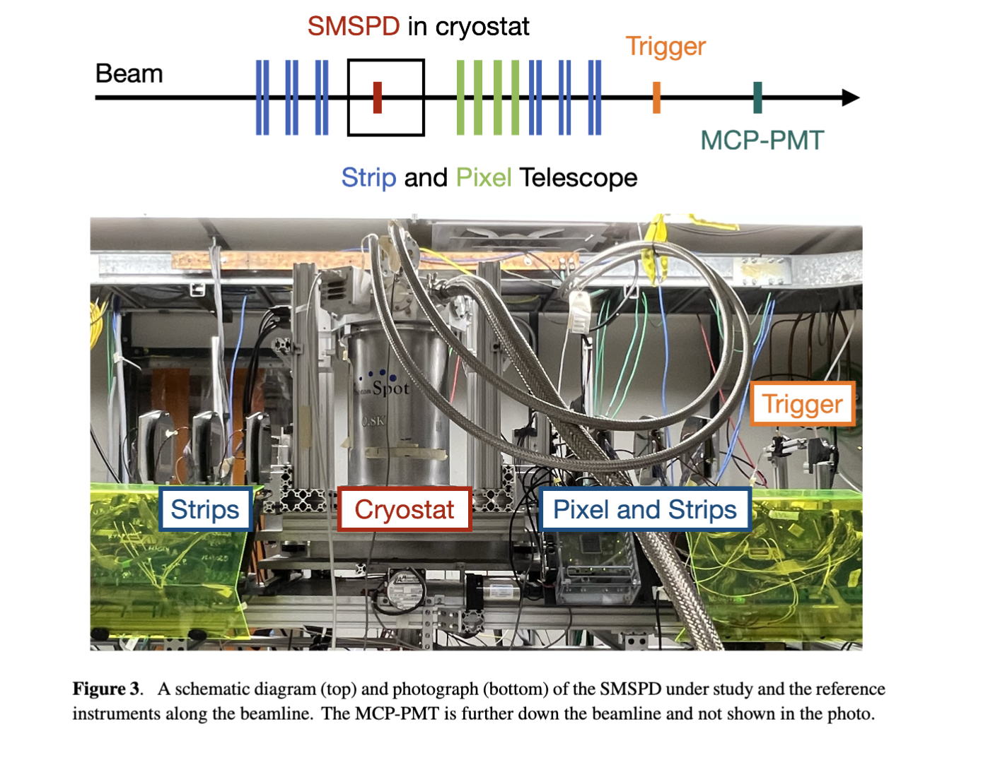 SMSPD in cryostat
Trigger
Beam
MCP-PMT
Strip and Pixel Telescope
Spot
0.8K
Trigger
Strips
Cryostat
Pixel and Strips
Figure 3. A schematic diagram (top) and photograph (bottom) of the SMSPD under study and the reference
instruments along the beamline. The MCP-PMT is further down the beamline and not shown in the photo.